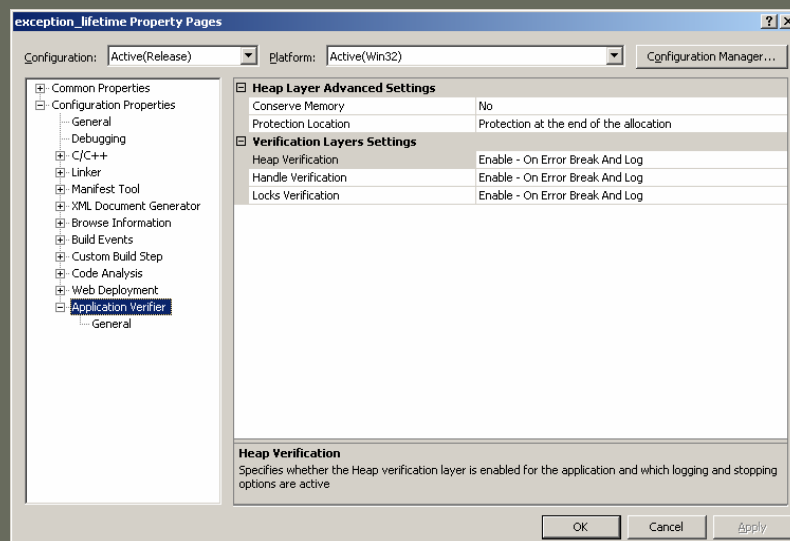 exception_lifetime Property Pages
Configuration: Active(Release) Platform: Active(Win32) Configuration Manager...
Common Properties
Configuration Properties
General
Debugging
C/C++
Linker
Manifest Tool
XML Document Generator
Browse Information
Build Events
Custom Build Step
Code Analysis
Web Deployment
Application Verifier
General
Heap Layer Advanced Settings
Conserve Memory No
Protection Location Protection at the end of the allocation
Verification Layers Settings
Heap Verification Enable - On Error Break And Log
Handle Verification Enable - On Error Break And Log
Locks Verification Enable - On Error Break And Log
Heap Verification
Specifies whether the Heap verification layer is enabled for the application and which logging and stopping
options are active
OK Cancel Apply